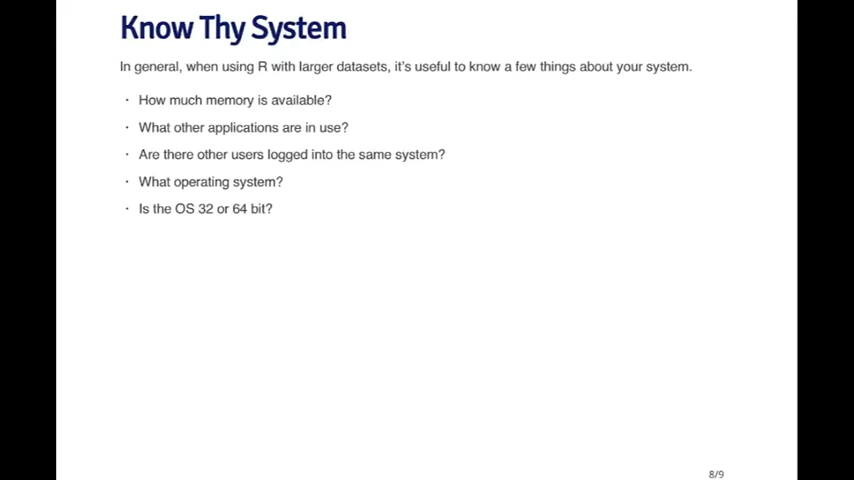 Know Thy System
In general, when using R with larger datasets, it's useful to know a few things about your system.
· How much memory is available?
· What other applications are in use?
· Are there other users logged into the same system?
· What operating system?
· Is the OS 32 or 64 bit?
8/9